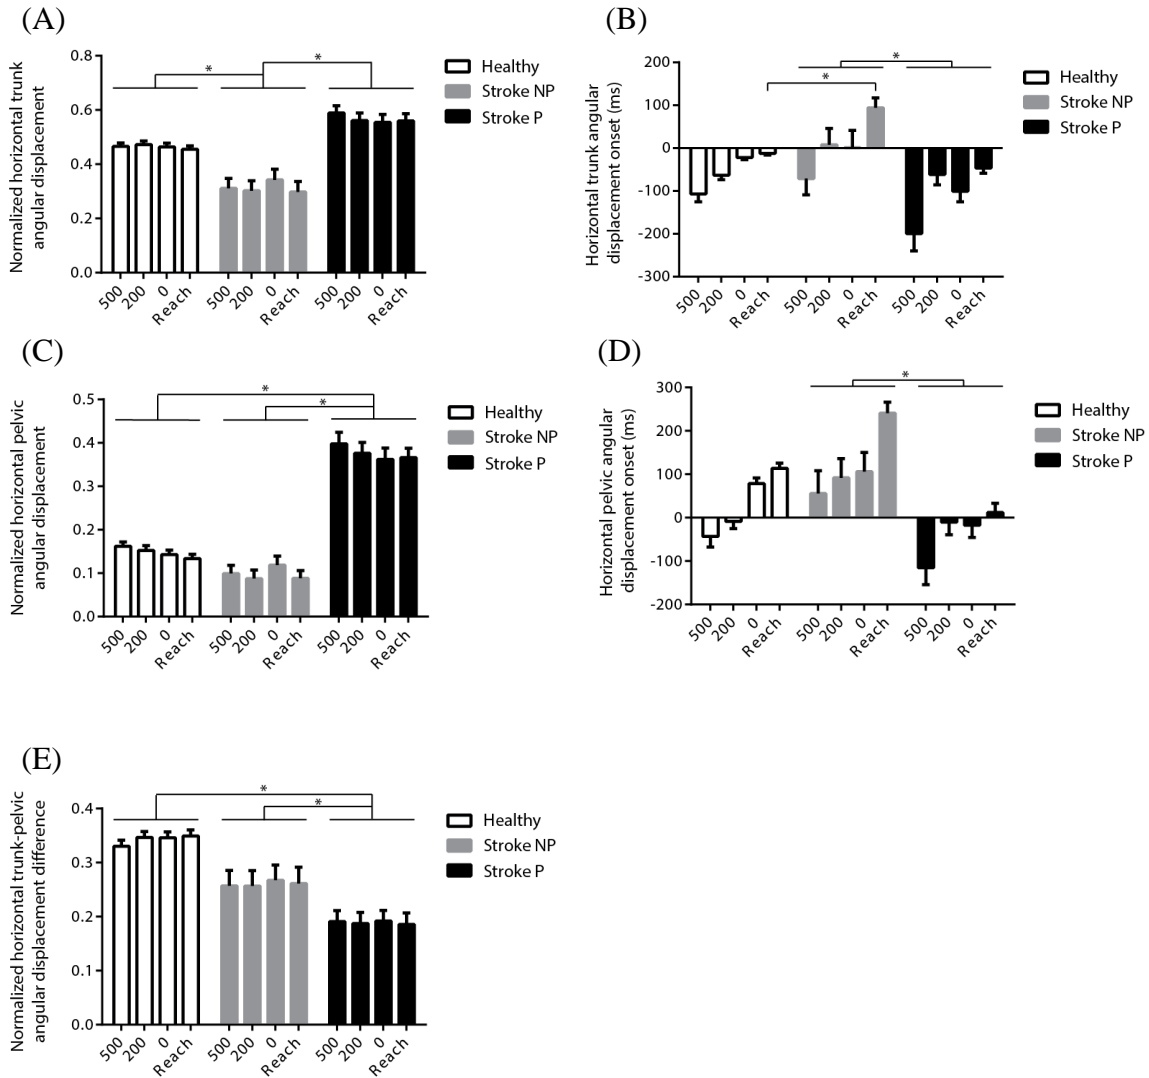 (A)
Normalized horizontal trunk
angular displacement
0.8
0.6
0.4
0.2
0.0
*
*
500
200
0
Reach
500
200
0
Reach
500
200
0
Reach
Healthy
Stroke NP
Stroke P
(B)
Horizontal trunk angular
displacement onset (ms)
200
100
0
-100
-200
-300
*
*
500
200
0
Reach
500
200
0
Reach
500
200
0
Reach
Healthy
Stroke NP
Stroke P
(C)
Normalized horizontal pelvic
angular displacement
0.5
0.4
0.3
0.2
0.1
0.0
*
*
500
200
0
Reach
500
200
0
Reach
500
200
0
Reach
Healthy
Stroke NP
Stroke P
(D)
Horizontal pelvic angular
displacement onset (ms)
300
200
100
0
-100
-200
*
500
200
0
Reach
500
200
0
Reach
500
200
0
Reach
Healthy
Stroke NP
Stroke P
(E)
Normalized horizontal trunk-pelvic
angular displacement difference
0.4
0.3
0.2
0.1
0.0
*
*
500
200
0
Reach
500
200
0
Reach
500
200
0
Reach
Healthy
Stroke NP
Stroke P